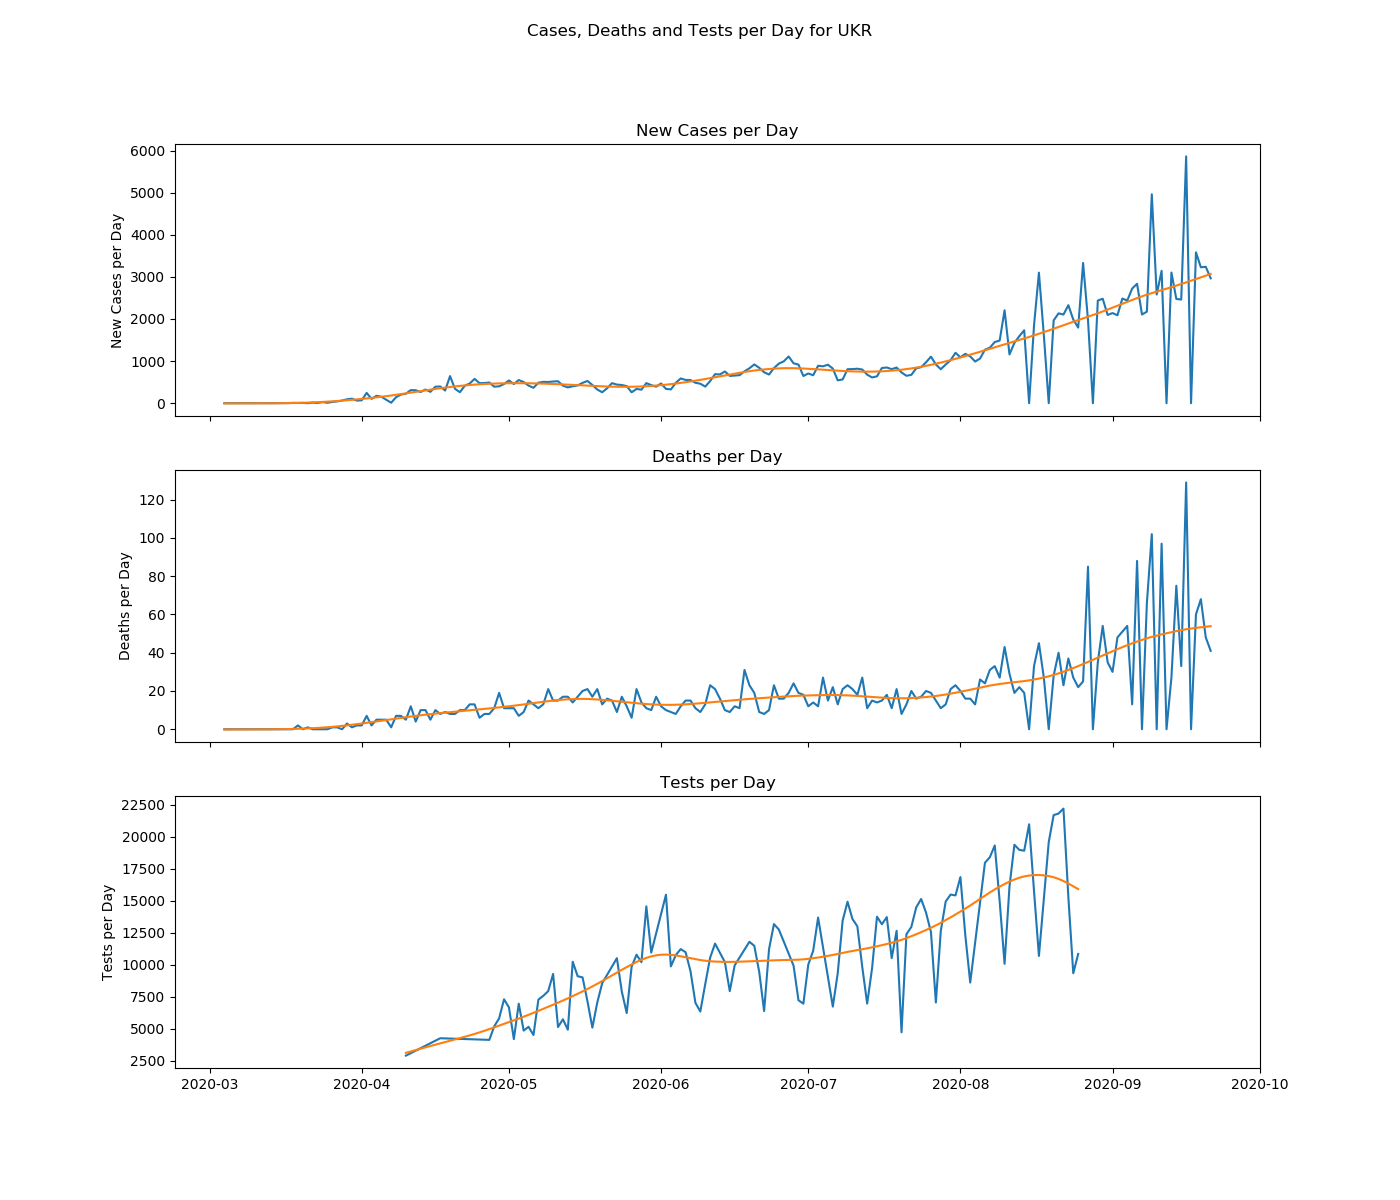 Cases, Deaths and Tests per Day for UKR
New Cases per Day
6000
5000
4000
3000
2000
1000
0
New Cases per Day
Deaths per Day
120
100
80
60
40
20
0
Deaths per Day
Tests per Day
22500
20000
17500
15000
12500
10000
7500
5000
2500
Tests per Day
2020-03 2020-04 2020-05 2020-06 2020-07 2020-08 2020-09 2020-10